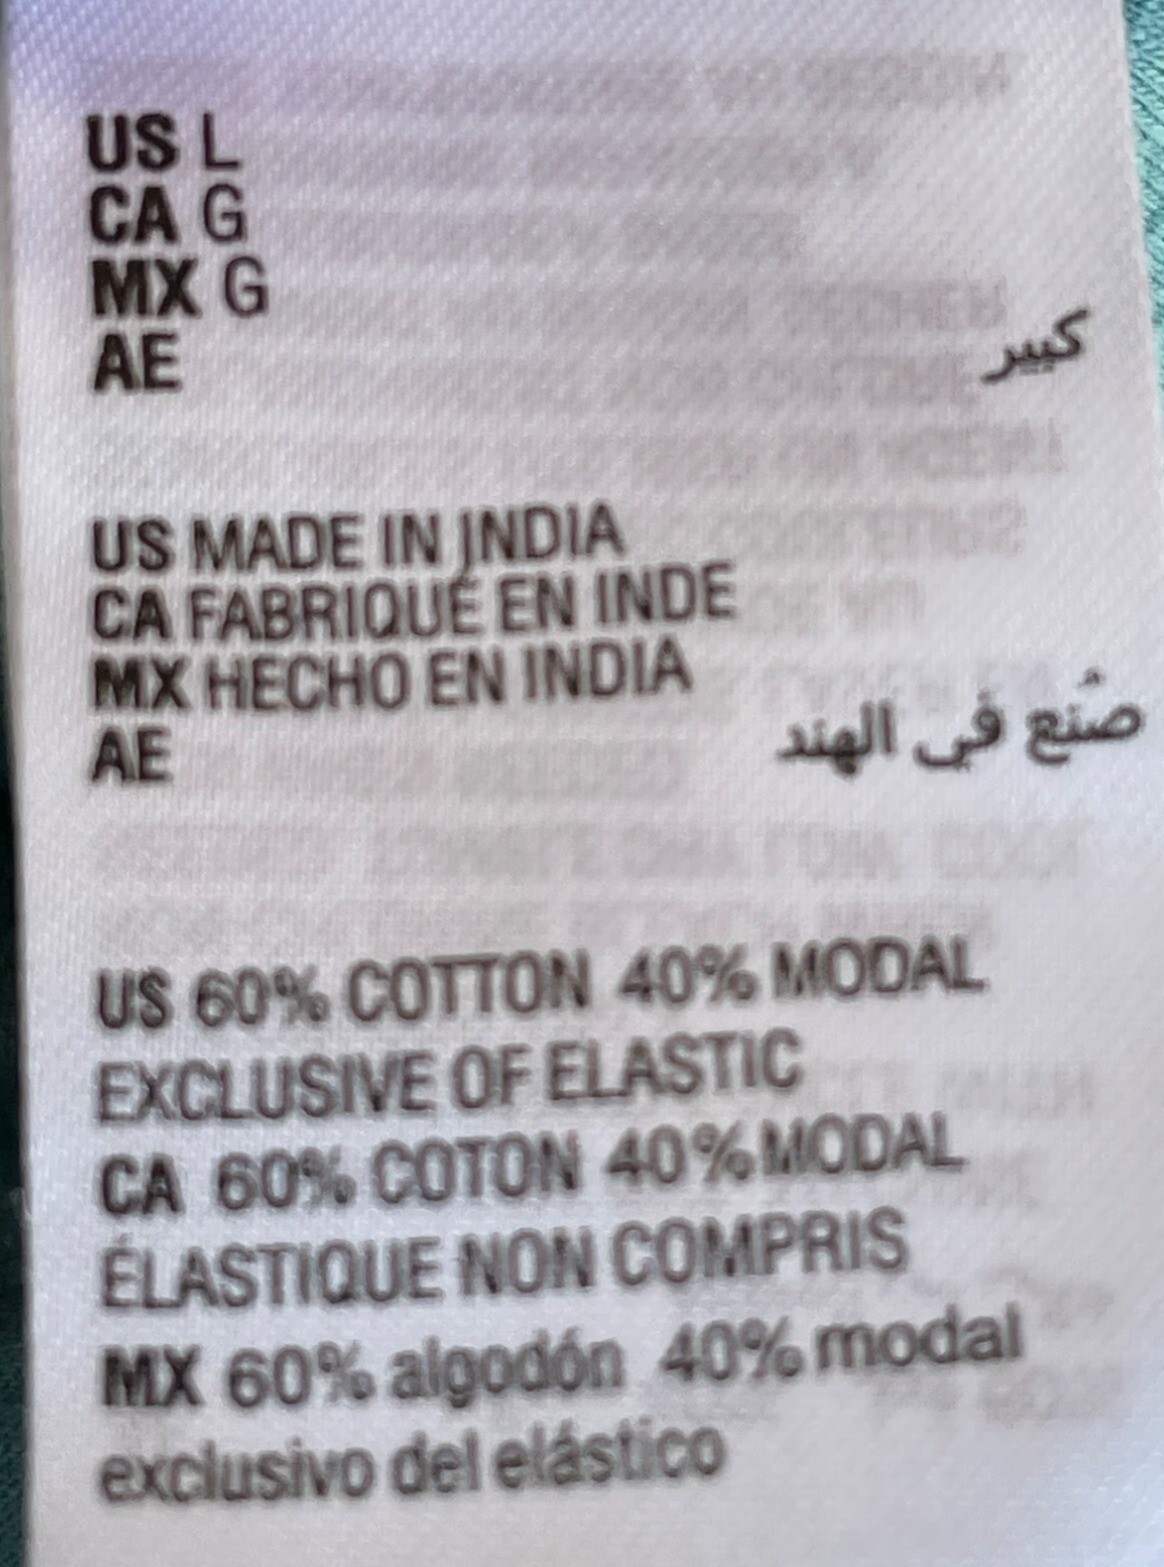 US L
CA G
MX G
AE كبير
US MADE IN INDIA
CA FABRIQUÉ EN INDE
MX HECHO EN INDIA
AE صُنع في الهند
US 60% COTTON 40% MODAL
EXCLUSIVE OF ELASTIC
CA 60% COTON 40% MODAL
ÉLASTIQUE NON COMPRIS
MX 60% algodón 40% modal
exclusivo del elástico